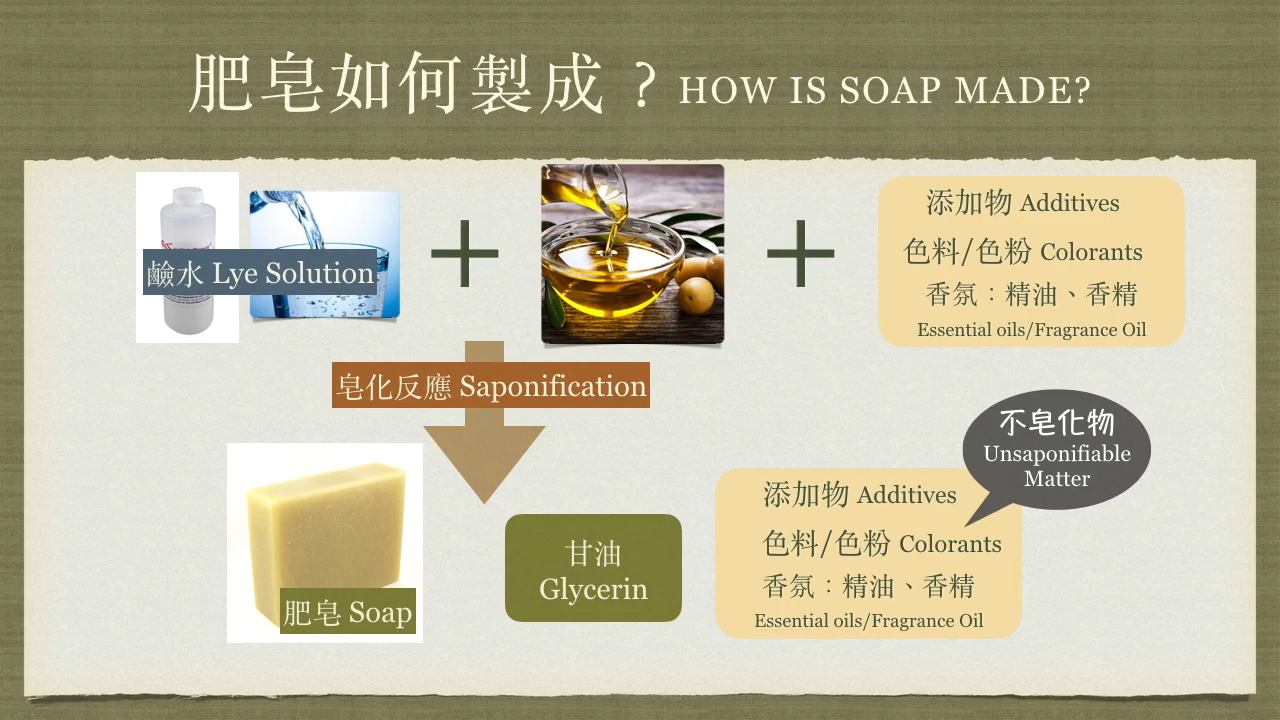 肥皂如何製成？HOW IS SOAP MADE?
鹼水 Lye Solution
添加物 Additives
色料/色粉 Colorants
香氛：精油、香精
Essential oils/Fragrance Oil
皂化反應 Saponification
不皂化物
Unsaponifiable
Matter
肥皂 Soap
甘油
Glycerin
添加物 Additives
色料/色粉 Colorants
香氛：精油、香精
Essential oils/Fragrance Oil